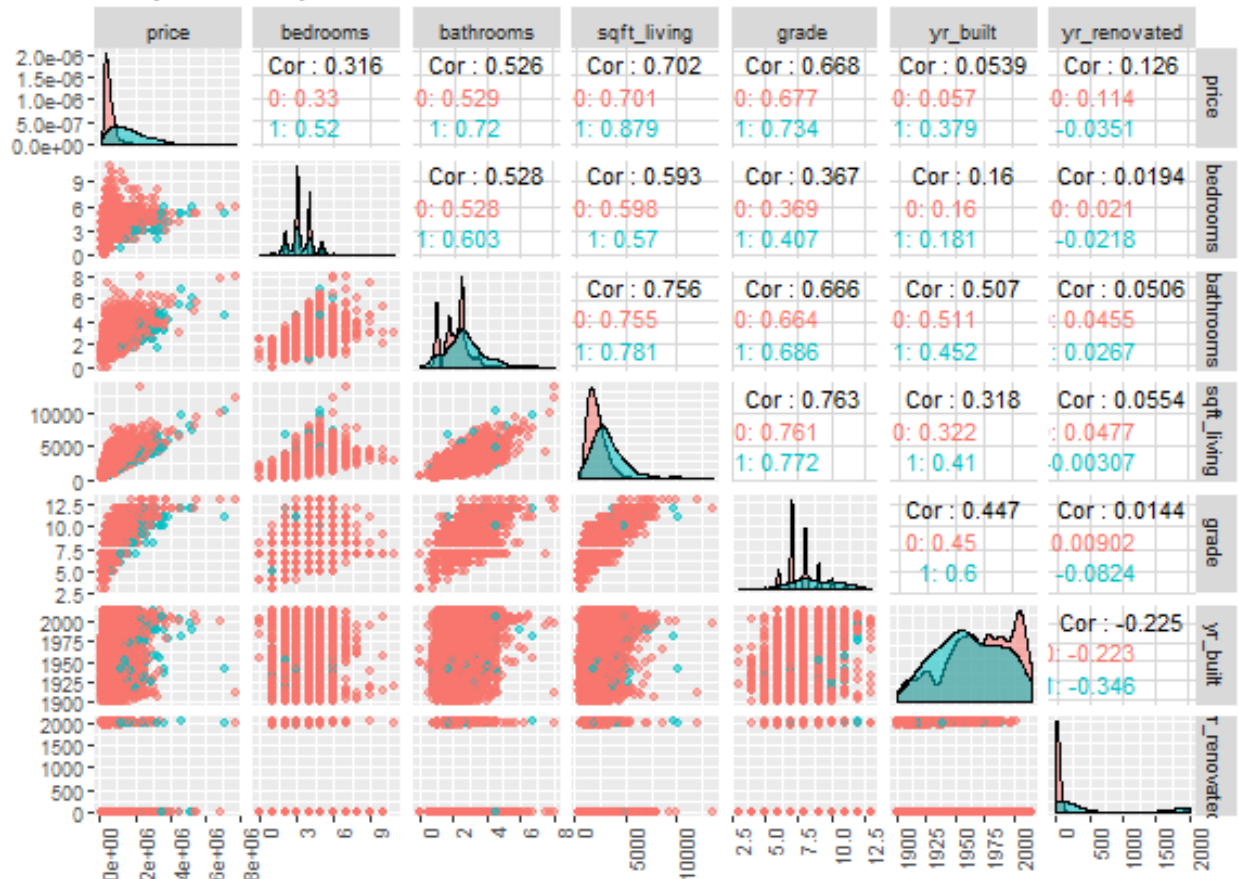 price bedrooms bathrooms sqft_living grade yr_built yr_renovated
2.0e-06 Cor : 0.316 Cor : 0.526 Cor : 0.702 Cor : 0.668 Cor : 0.0539 Cor : 0.126 price
1.5e-06
1.0e-06 0: 0.33 0: 0.529 0: 0.701 0: 0.677 0: 0.057 0: 0.114
5.0e-07 1: 0.52 1: 0.72 1: 0.879 1: 0.734 1: 0.379 -0.0351
0.0e+00
9 Cor : 0.528 Cor : 0.593 Cor : 0.367 Cor : 0.16 Cor : 0.0194 bedrooms
6 0: 0.528 0: 0.598 0: 0.369 0: 0.16 0: 0.021
3 1: 0.603 1: 0.57 1: 0.407 1: 0.181 -0.0218
0
8 Cor : 0.756 Cor : 0.666 Cor : 0.507 Cor : 0.0506 bathrooms
6
4 0: 0.755 0: 0.664 0: 0.511 : 0.0455
2 1: 0.781 1: 0.686 1: 0.452 : 0.0267
0
10000 Cor : 0.763 Cor : 0.318 Cor : 0.0554 sqft_living
5000 0: 0.761 0: 0.322 : 0.0477
0 1: 0.772 1: 0.41 -0.00307
12.5 Cor : 0.447 Cor : 0.0144 grade
10.0
7.5 0: 0.45 0.00902
5.0 1: 0.6 -0.0824
2.5
2000 Cor : -0.225 yr_built
1975
1950 : -0.223
1925 1: -0.346
1900
2000
1500
1000
500
0
0e+00 2e+06 4e+06 6e+06 8e+06 0 3 6 9 0 2 4 6 8 0 5000 10000 2.5 5.0 7.5 10.0 12.5 1900 1925 1950 1975 2000 0 500 1000 1500 2000